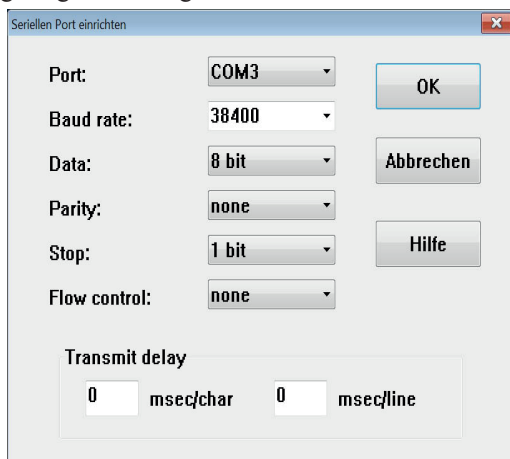 Seriellen Port einrichten
Port: COM3
OK
Baud rate: 38400
Data: 8 bit
Abbrechen
Parity: none
Stop: 1 bit
Hilfe
Flow control: none
Transmit delay
0 msec/char 0 msec/line